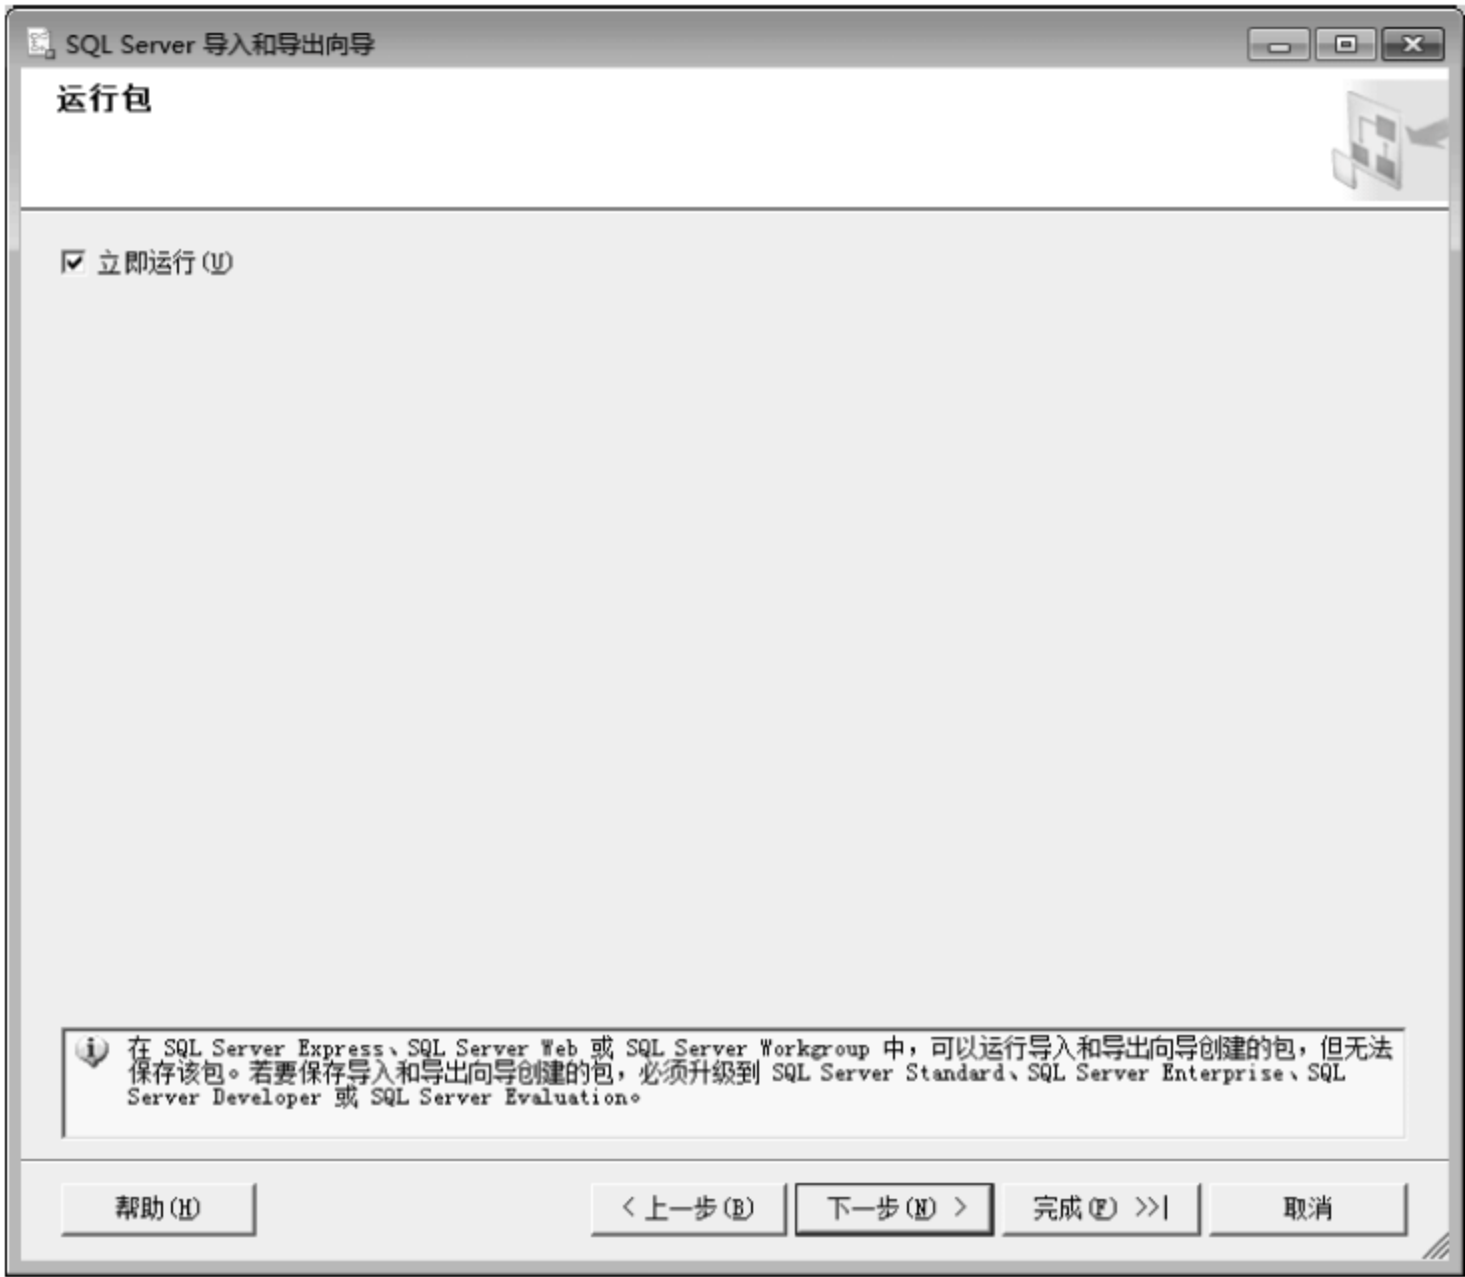 SQL Server 导入和导出向导
运行包
立即运行(U)
在 SQL Server Express、SQL Server Web 或 SQL Server Workgroup 中，可以运行导入和导出向导创建的包，但无法
保存该包。若要保存导入和导出向导创建的包，必须升级到 SQL Server Standard、SQL Server Enterprise、SQL
Server Developer 或 SQL Server Evaluation。
帮助(H)
< 上一步(B)
下一步(N) >
完成(F) >>|
取消